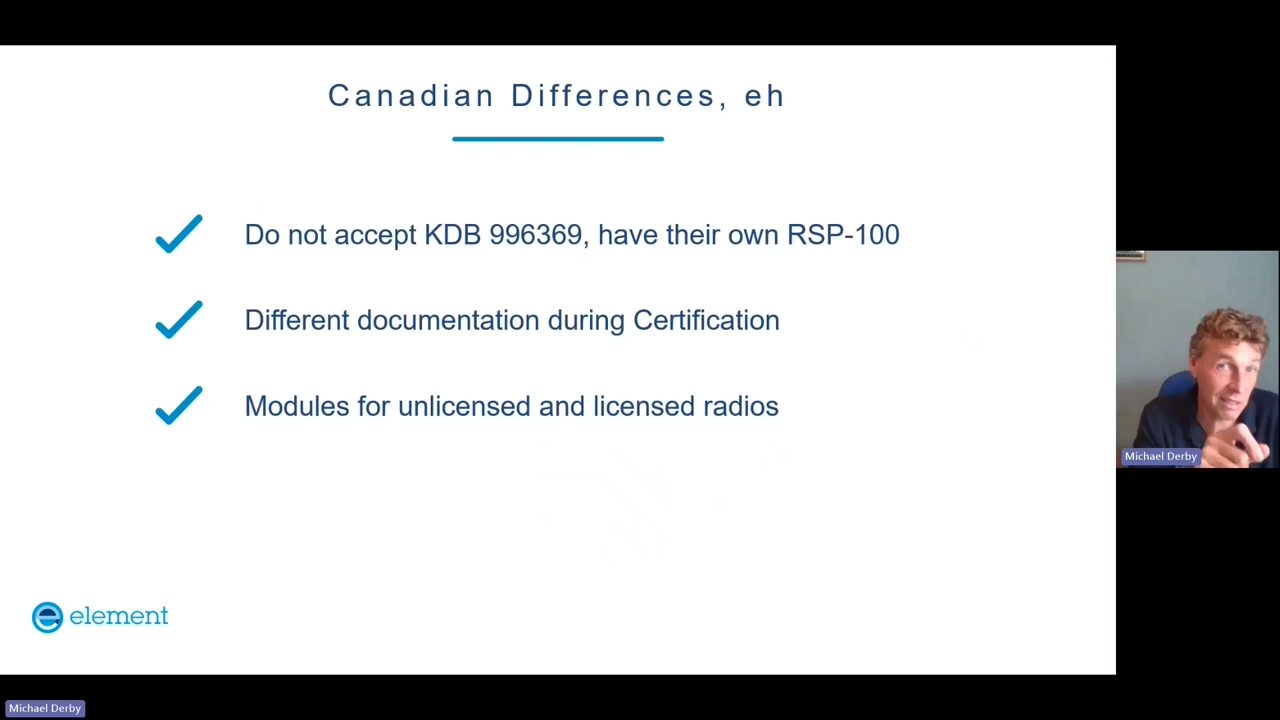 Canadian Differences, eh
Do not accept KDB 996369, have their own RSP-100
Different documentation during Certification
Modules for unlicensed and licensed radios
element
Michael Derby
Michael Derby